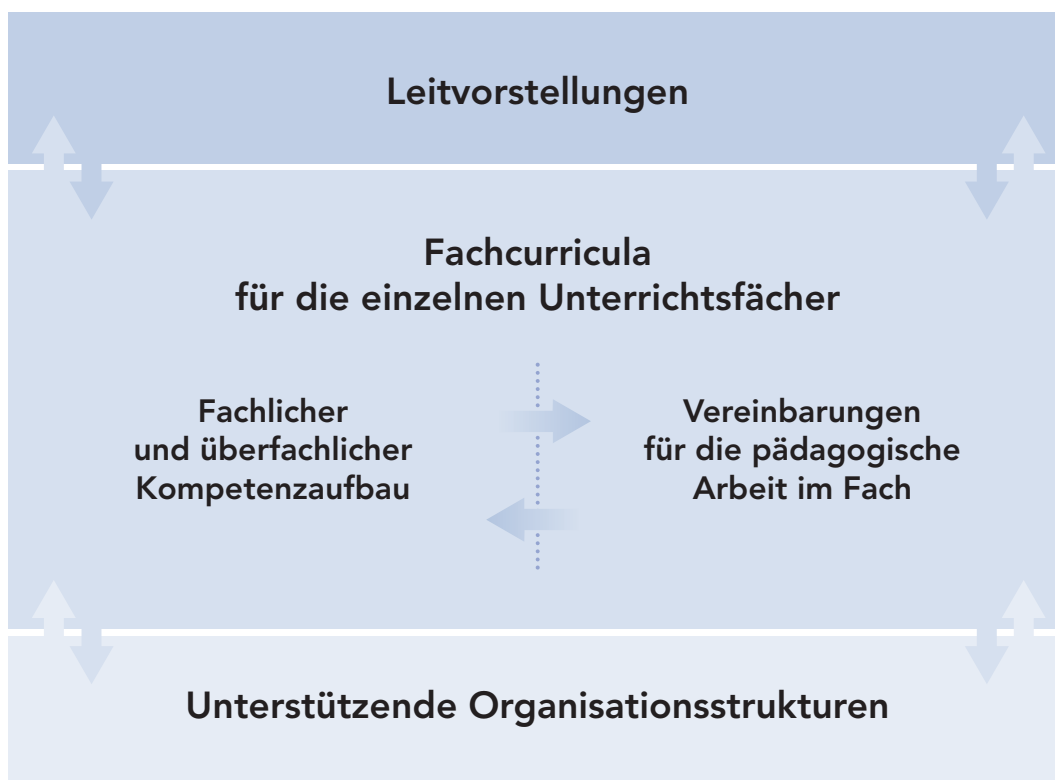 Leitvorstellungen
Fachcurricula
für die einzelnen Unterrichtsfächer
Fachlicher
und überfachlicher
Kompetenzaufbau
Vereinbarungen
für die pädagogische
Arbeit im Fach
Unterstützende Organisationsstrukturen